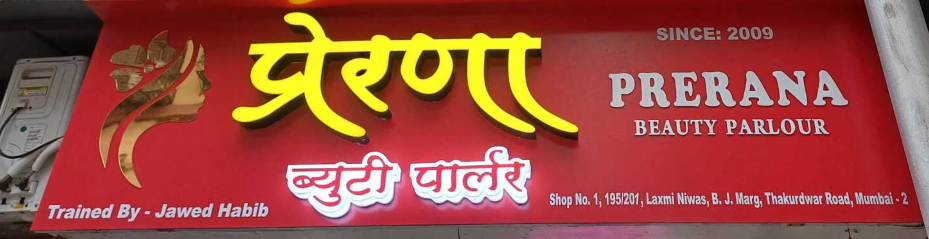 प्रेरणा
ब्युटी पार्लर
Trained By - Jawed Habib
SINCE: 2009
PRERANA
BEAUTY PARLOUR
Shop No. 1, 195/201, Laxmi Niwas, B. J. Marg, Thakurdwar Road, Mumbai - 2